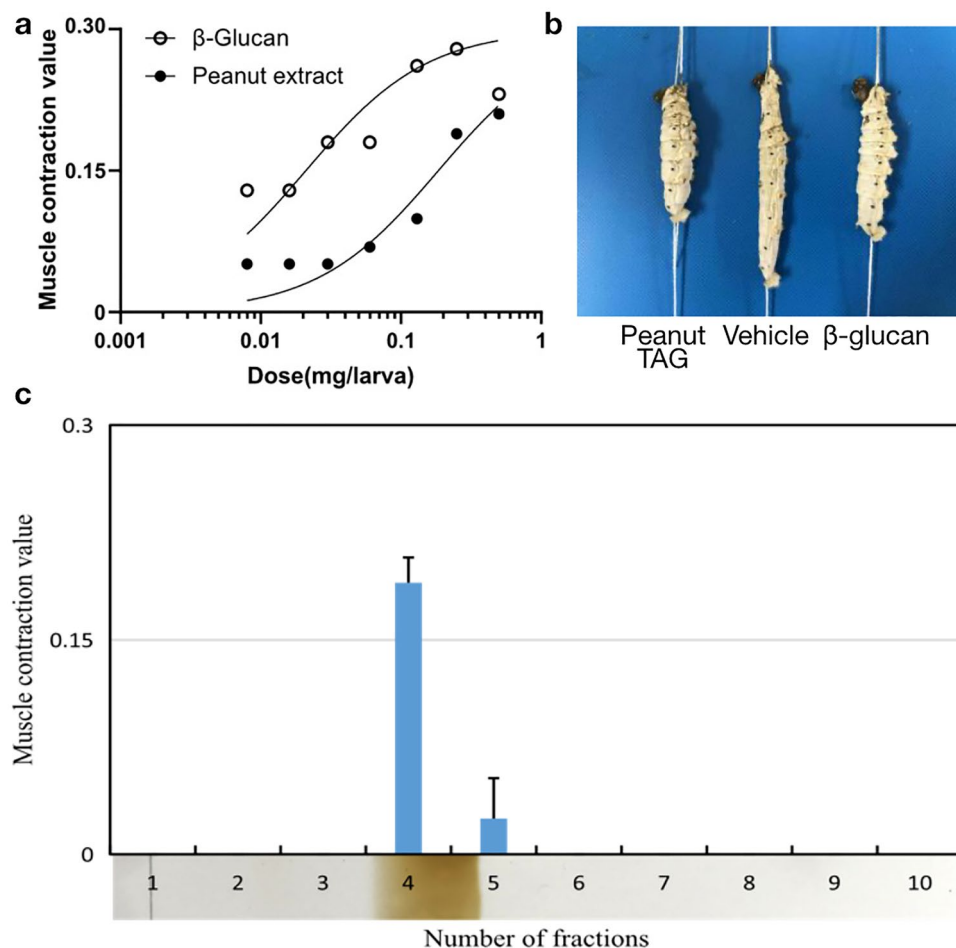 a
0.30
β-Glucan
Peanut extract
0.15
0
Muscle contraction value
0.001
0.01
0.1
1
Dose(mg/larva)
b
Peanut TAG
Vehicle
β-glucan
c
0.3
0.15
0
Muscle contraction value
1 2 3 4 5 6 7 8 9 10
Number of fractions